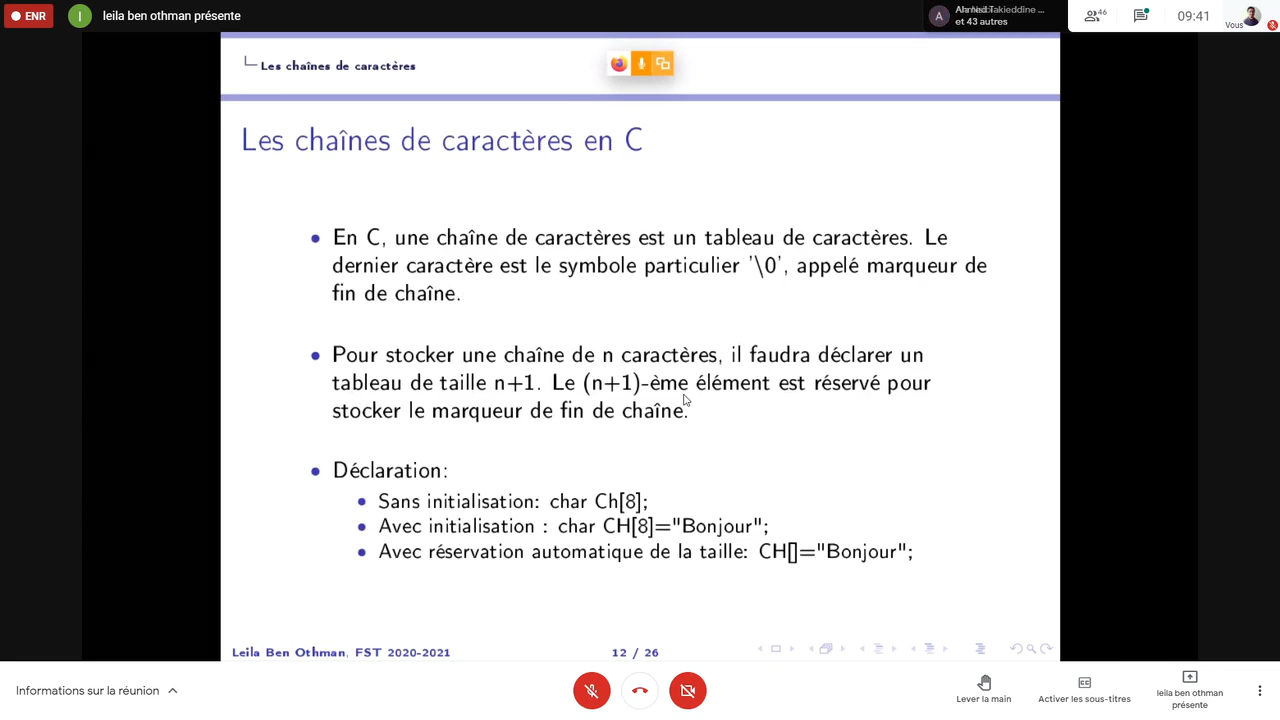 ENR
l
leila ben othman présente
A
et 43 autres
46
09:41
Vous
Les chaînes de caractères
Les chaînes de caractères en C
En C, une chaîne de caractères est un tableau de caractères. Le
dernier caractère est le symbole particulier '\0', appelé marqueur de
fin de chaîne.
Pour stocker une chaîne de n caractères, il faudra déclarer un
tableau de taille n+1. Le (n+1)-ème élément est réservé pour
stocker le marqueur de fin de chaîne.
Déclaration:
Sans initialisation: char Ch[8];
Avec initialisation : char CH[8]="Bonjour";
Avec réservation automatique de la taille: CH[]="Bonjour";
Leila Ben Othman, FST 2020-2021
12 / 26
Informations sur la réunion
Lever la main
Activer les sous-titres
leila ben othman
présente